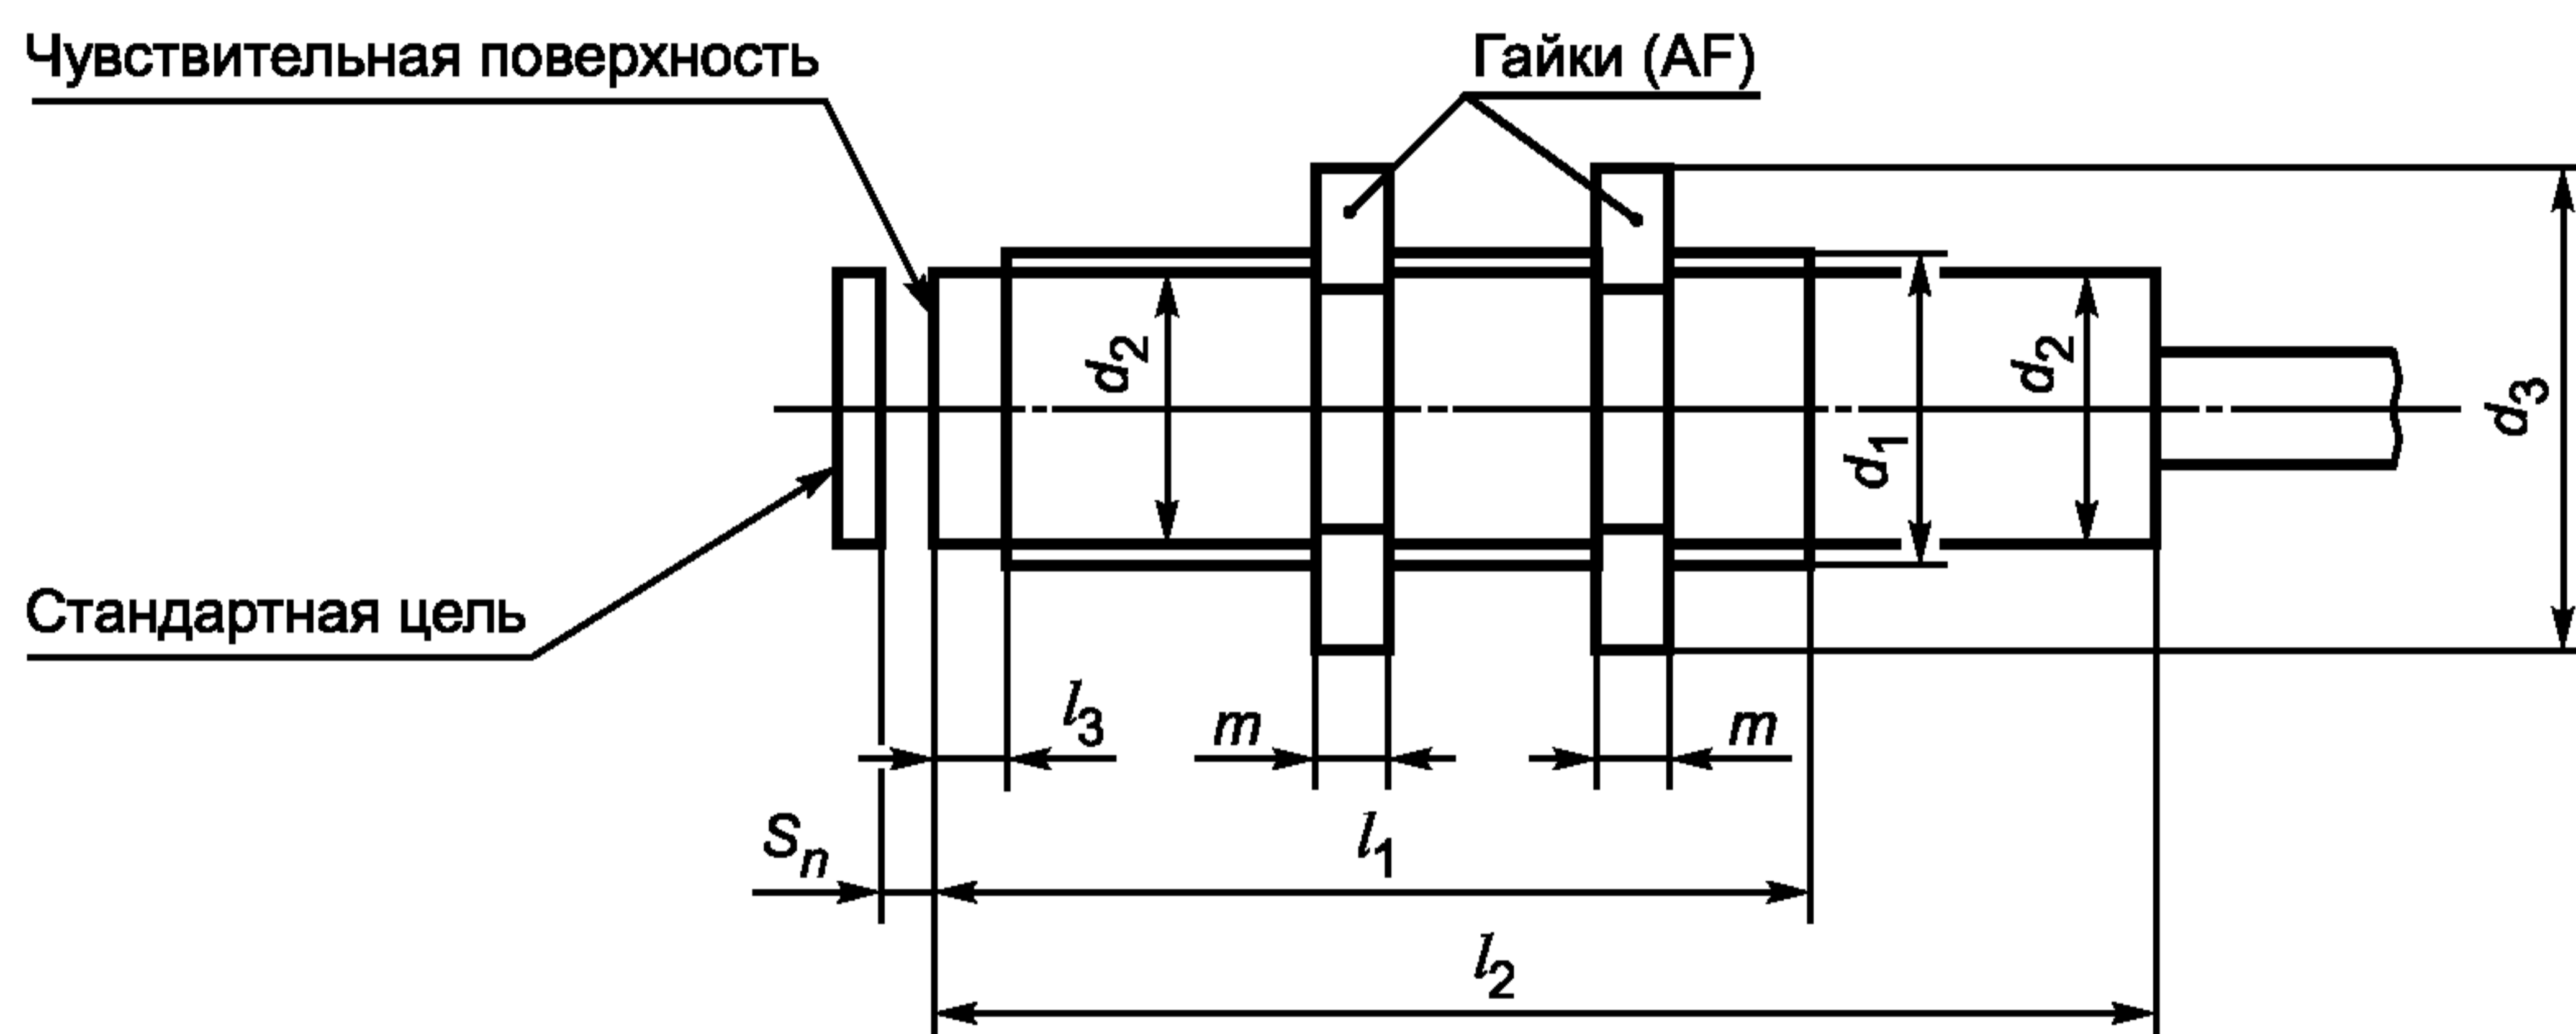 Чувствительная поверхность
Гайки (AF)
d2
d2
d1
d3
Стандартная цель
l3
m
m
Sn
l1
l2